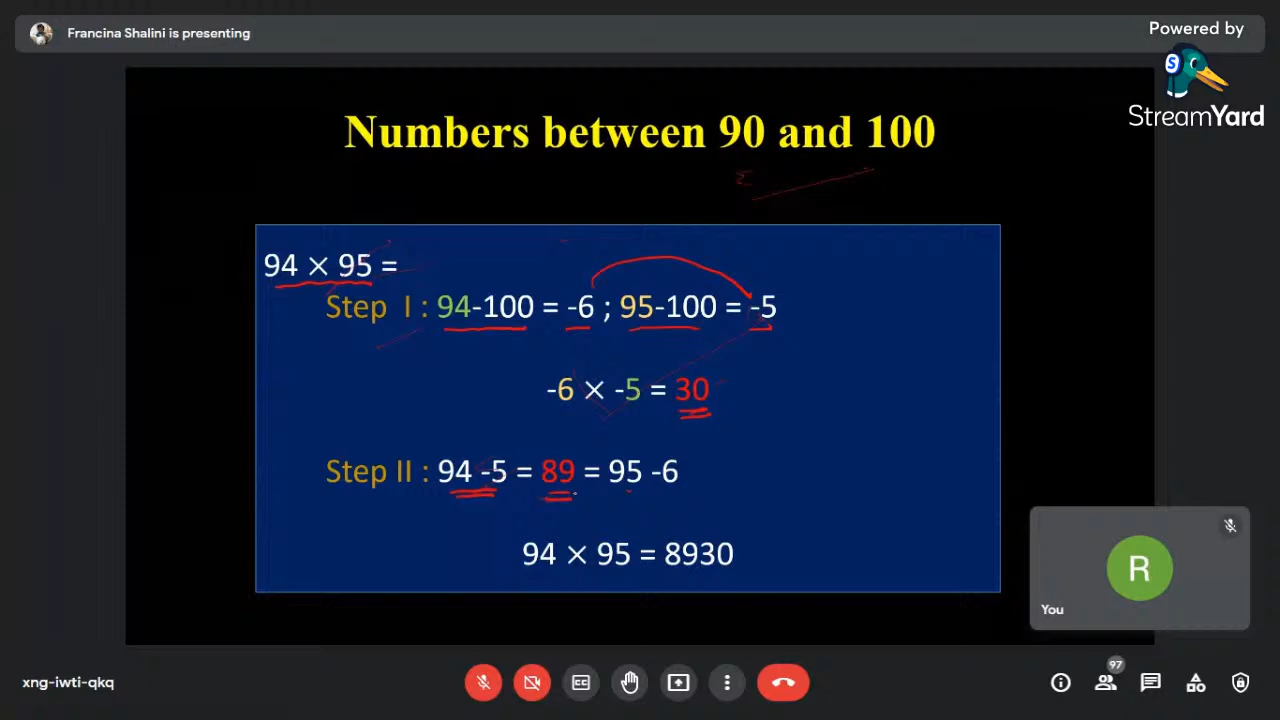 Francina Shalini is presenting
Powered by
StreamYard
Numbers between 90 and 100
94 × 95 =
Step I : 94-100 = -6 ; 95-100 = -5
-6 × -5 = 30
Step II : 94 -5 = 89 = 95 -6
94 × 95 = 8930
R
You
xng-iwti-qkq
CC
97